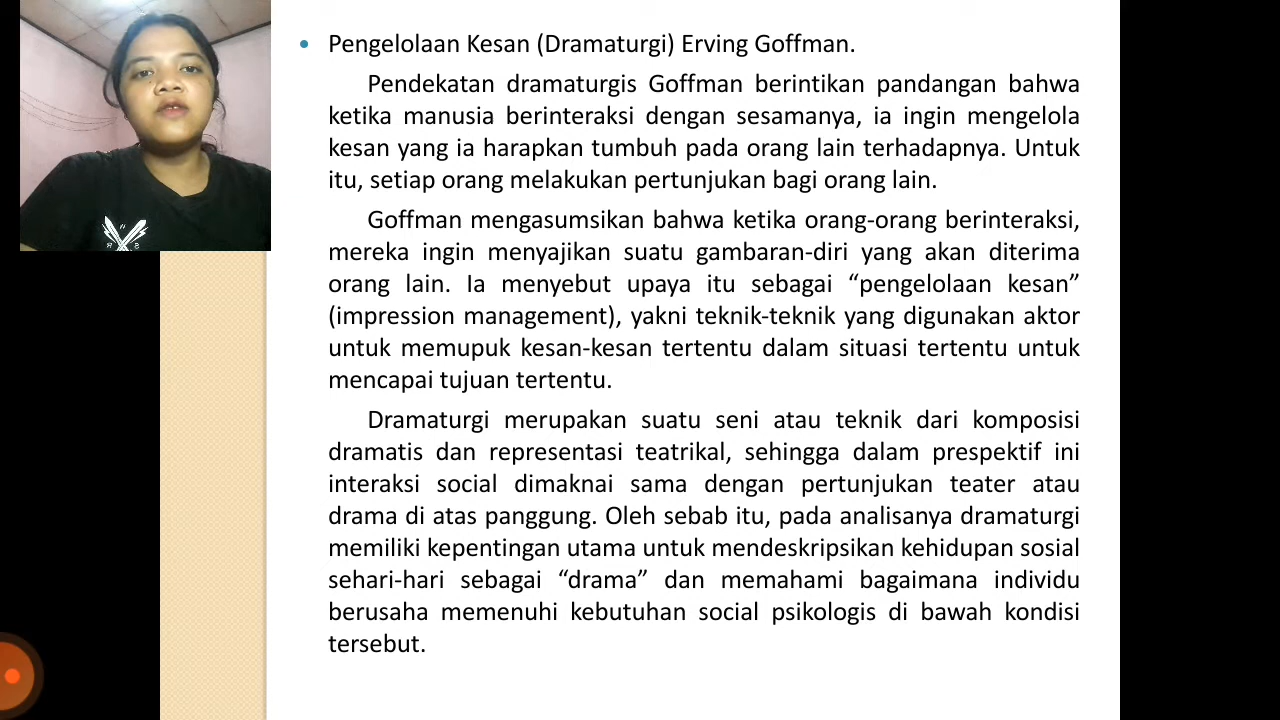 Pengelolaan Kesan (Dramaturgi) Erving Goffman.
Pendekatan dramaturgis Goffman berintikan pandangan bahwa
ketika manusia berinteraksi dengan sesamanya, ia ingin mengelola
kesan yang ia harapkan tumbuh pada orang lain terhadapnya. Untuk
itu, setiap orang melakukan pertunjukan bagi orang lain.
Goffman mengasumsikan bahwa ketika orang-orang berinteraksi,
mereka ingin menyajikan suatu gambaran-diri yang akan diterima
orang lain. Ia menyebut upaya itu sebagai “pengelolaan kesan”
(impression management), yakni teknik-teknik yang digunakan aktor
untuk memupuk kesan-kesan tertentu dalam situasi tertentu untuk
mencapai tujuan tertentu.
Dramaturgi merupakan suatu seni atau teknik dari komposisi
dramatis dan representasi teatrikal, sehingga dalam prespektif ini
interaksi social dimaknai sama dengan pertunjukan teater atau
drama di atas panggung. Oleh sebab itu, pada analisanya dramaturgi
memiliki kepentingan utama untuk mendeskripsikan kehidupan sosial
sehari-hari sebagai “drama” dan memahami bagaimana individu
berusaha memenuhi kebutuhan social psikologis di bawah kondisi
tersebut.